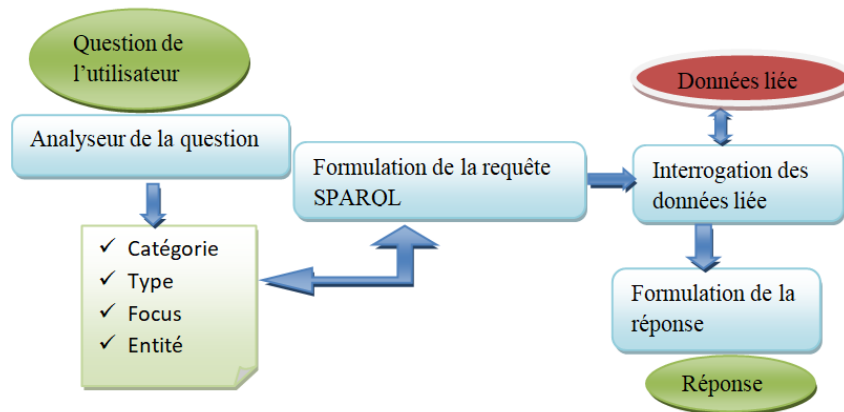 Question de
l’utilisateur
Analyseur de la question
✓ Catégorie
✓ Type
✓ Focus
✓ Entité
Formulation de la requête
SPARQL
Données liée
Interrogation des
données liée
Formulation de la
réponse
Réponse